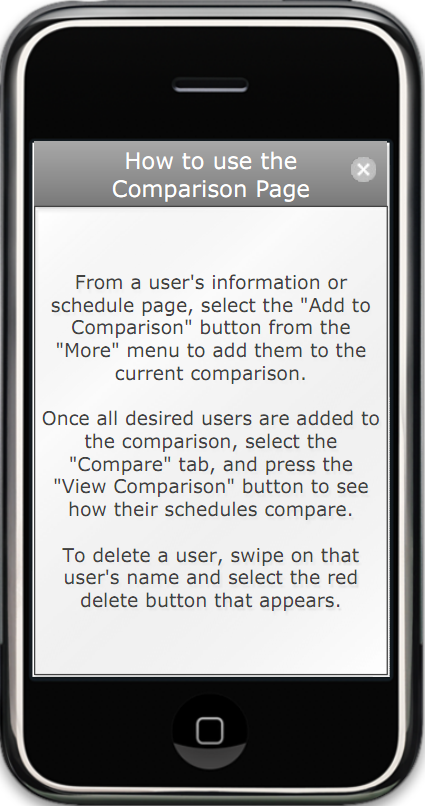 How to use the
Comparison Page
From a user's information or
schedule page, select the "Add to
Comparison" button from the
"More" menu to add them to the
current comparison.
Once all desired users are added to
the comparison, select the
"Compare" tab, and press the
"View Comparison" button to see
how their schedules compare.
To delete a user, swipe on that
user's name and select the red
delete button that appears.